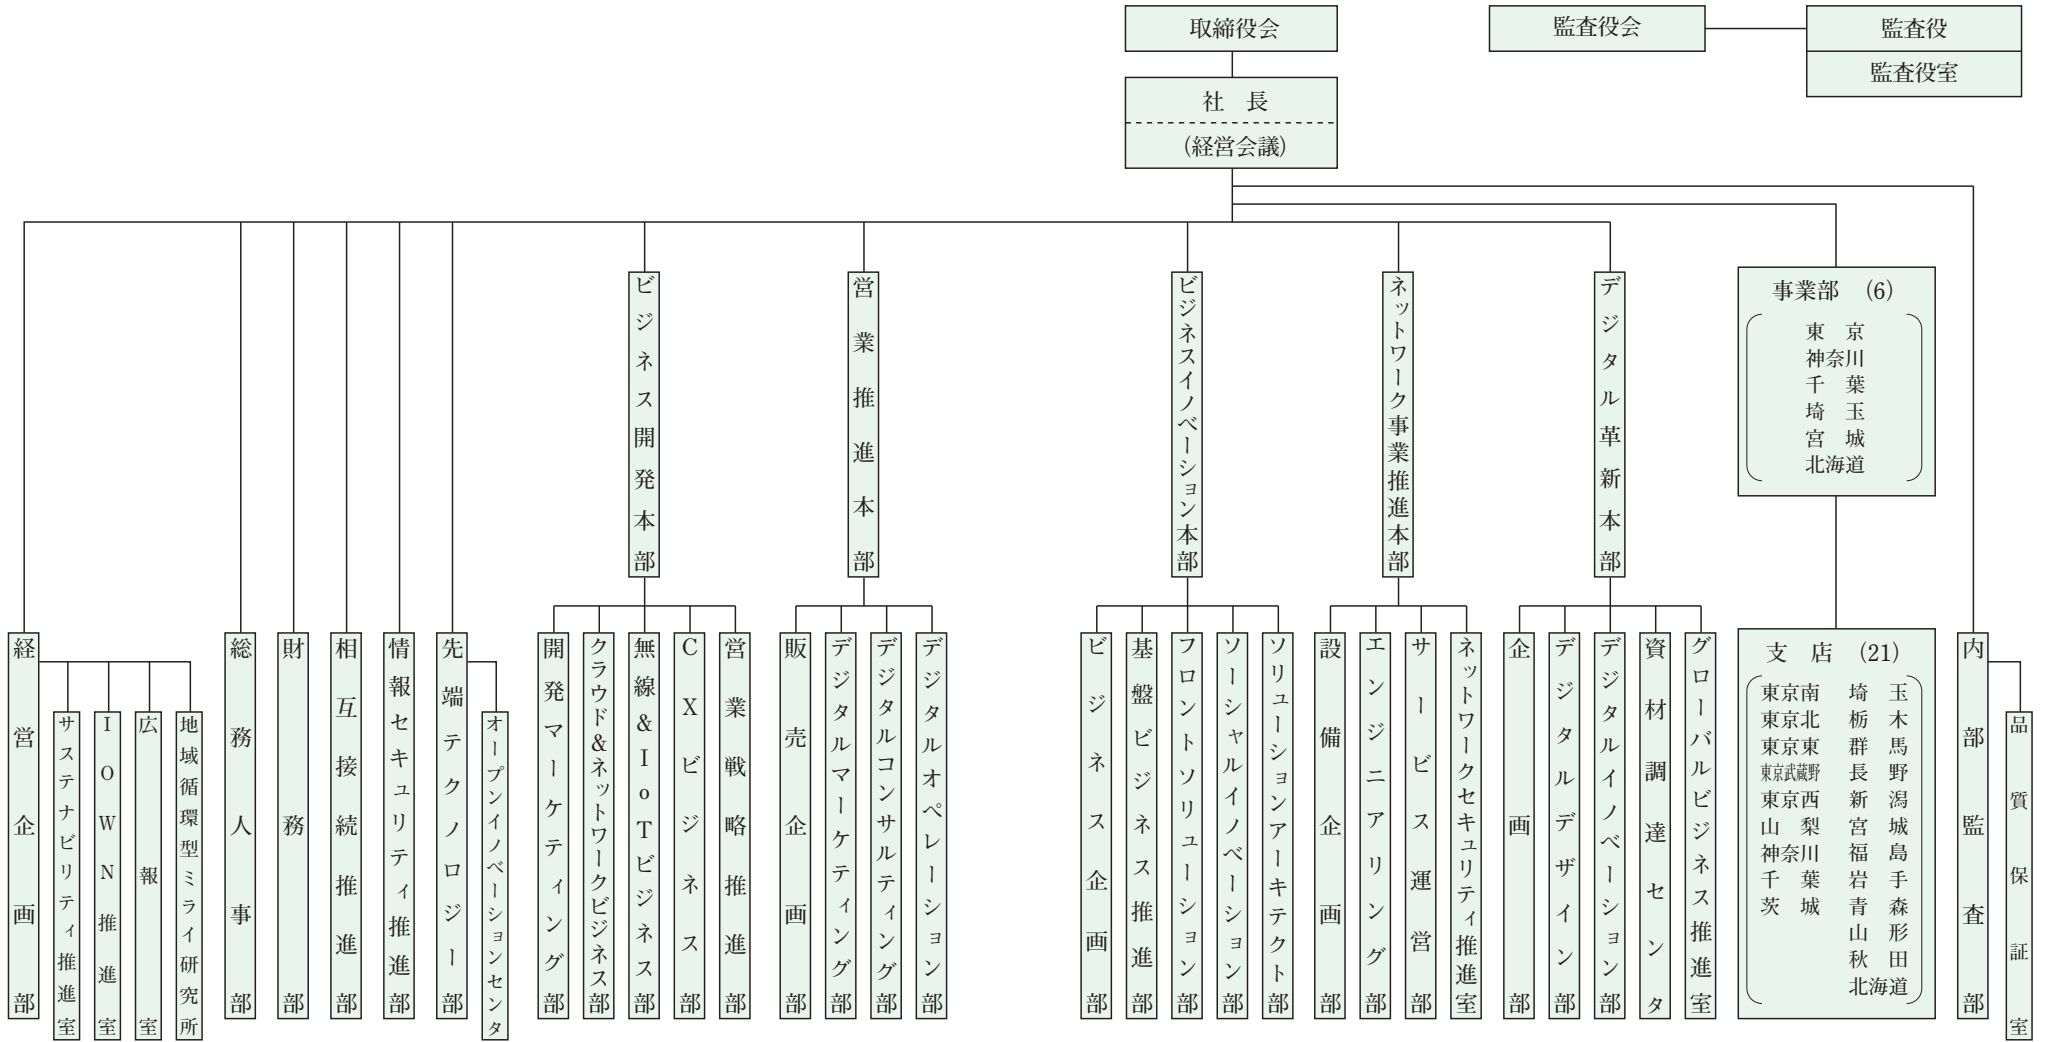 取締役会
監査役会
監査役
監査役室
社　長
（経営会議）
経営企画部
サステナビリティ推進室
IOWN推進室
広報室
地域循環型ミライ研究所
総務人事部
財務部
相互接続推進部
情報セキュリティ推進部
先端テクノロジー部
オープンイノベーションセンタ
ビジネス開発本部
開発マーケティング部
クラウド&ネットワークビジネス部
無線&IoTビジネス部
CXビジネス部
営業戦略推進部
営業推進本部
販売企画部
デジタルマーケティング部
デジタルコンサルティング部
デジタルオペレーション部
ビジネスイノベーション本部
ビジネス企画部
基盤ビジネス推進部
フロントソリューション部
ソーシャルイノベーション部
ソリューションアーキテクト部
ネットワーク事業推進本部
設備企画部
エンジニアリング部
サービス運営部
ネットワークセキュリティ推進室
デジタル革新本部
企画部
デジタルデザイン部
デジタルイノベーション部
資材調達センタ
グローバルビジネス推進室
事業部　（6）
東　京
神奈川
千　葉
埼　玉
宮　城
北海道
支　店　（21）
東京南
東京北
東京東
東京武蔵野
東京西
山　梨
神奈川
千　葉
茨　城
埼　玉
栃　木
群　馬
長　野
新　潟
宮　城
福　島
岩　手
青　森
山　形
秋　田
北海道
内部監査部
品質保証室